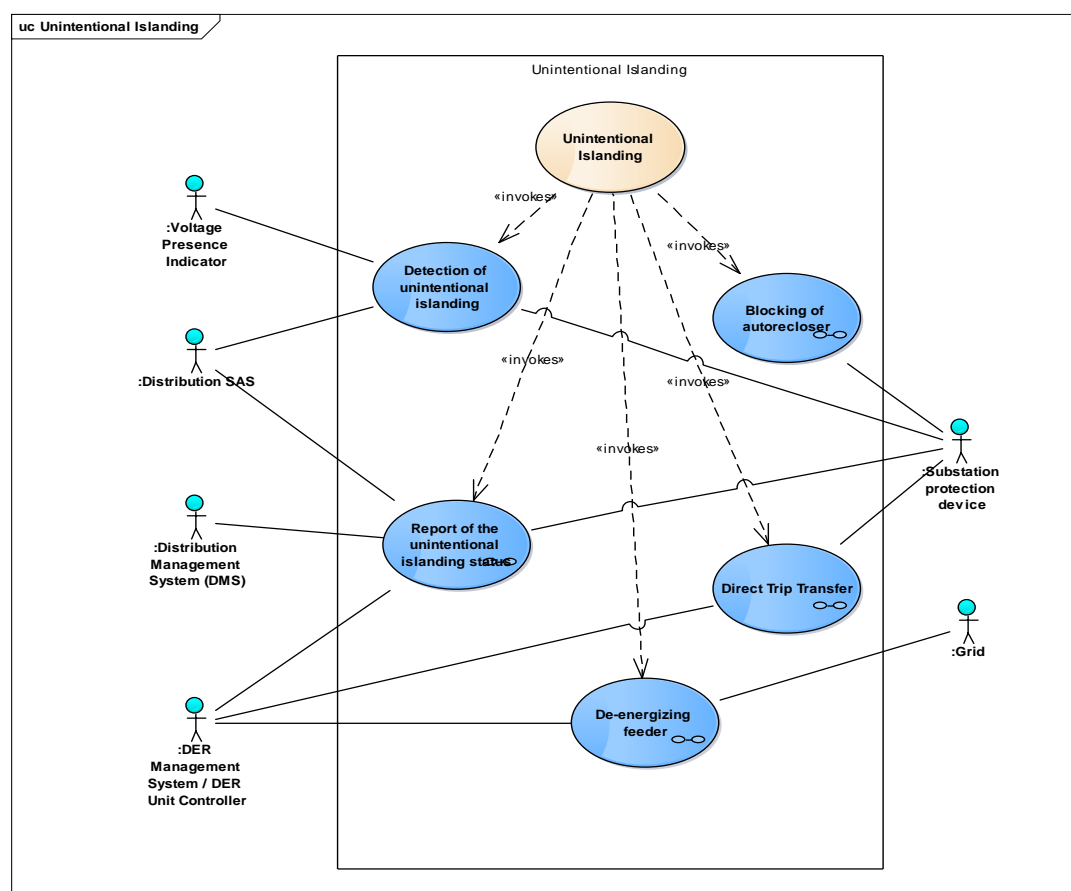 uc Unintentional Islanding
Unintentional Islanding
Unintentional
Islanding
«invokes»
«invokes»
«invokes»
«invokes»
«invokes»
:Voltage
Presence
Indicator
Detection of
unintentional
islanding
Blocking of
autorecloser
:Distribution SAS
:Substation
protection
device
:Distribution
Management
System (DMS)
Report of the
unintentional
islanding status
Direct Trip Transfer
:Grid
:DER
Management
System / DER
Unit Controller
De-energizing
feeder